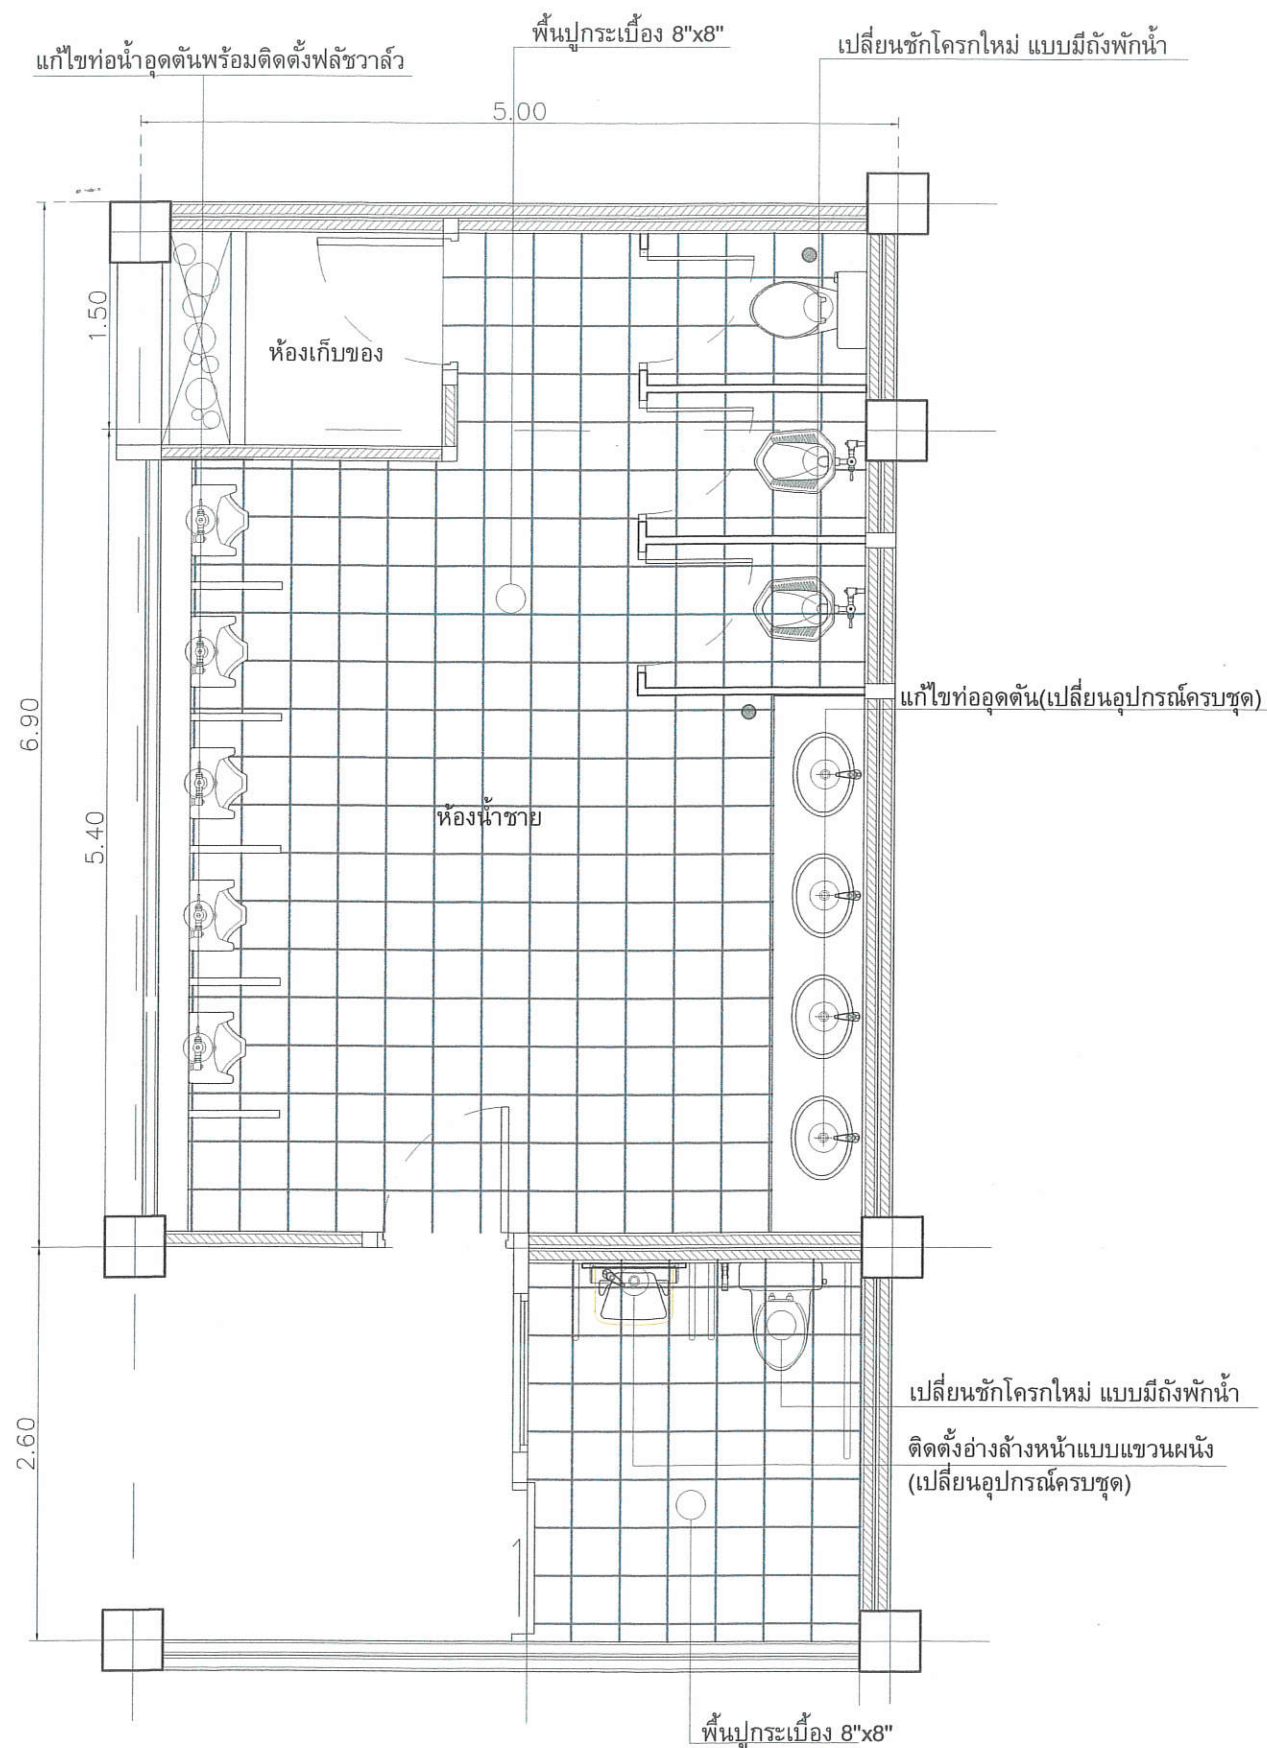 พื้นปูกระเบื้อง 8"x8"
เปลี่ยนชักโครกใหม่ แบบมีถังพักน้ำ
แก้ไขท่อน้ำอุดตันพร้อมติดตั้งฟลัชวาล์ว
5.00
1.50
ห้องเก็บของ
แก้ไขท่ออุดตัน(เปลี่ยนอุปกรณ์ครบชุด)
6.90
5.40
ห้องน้ำชาย
เปลี่ยนชักโครกใหม่ แบบมีถังพักน้ำ
2.60
ติดตั้งอ่างล้างหน้าแบบแขวนผนัง
(เปลี่ยนอุปกรณ์ครบชุด)
พื้นปูกระเบื้อง 8"x8"